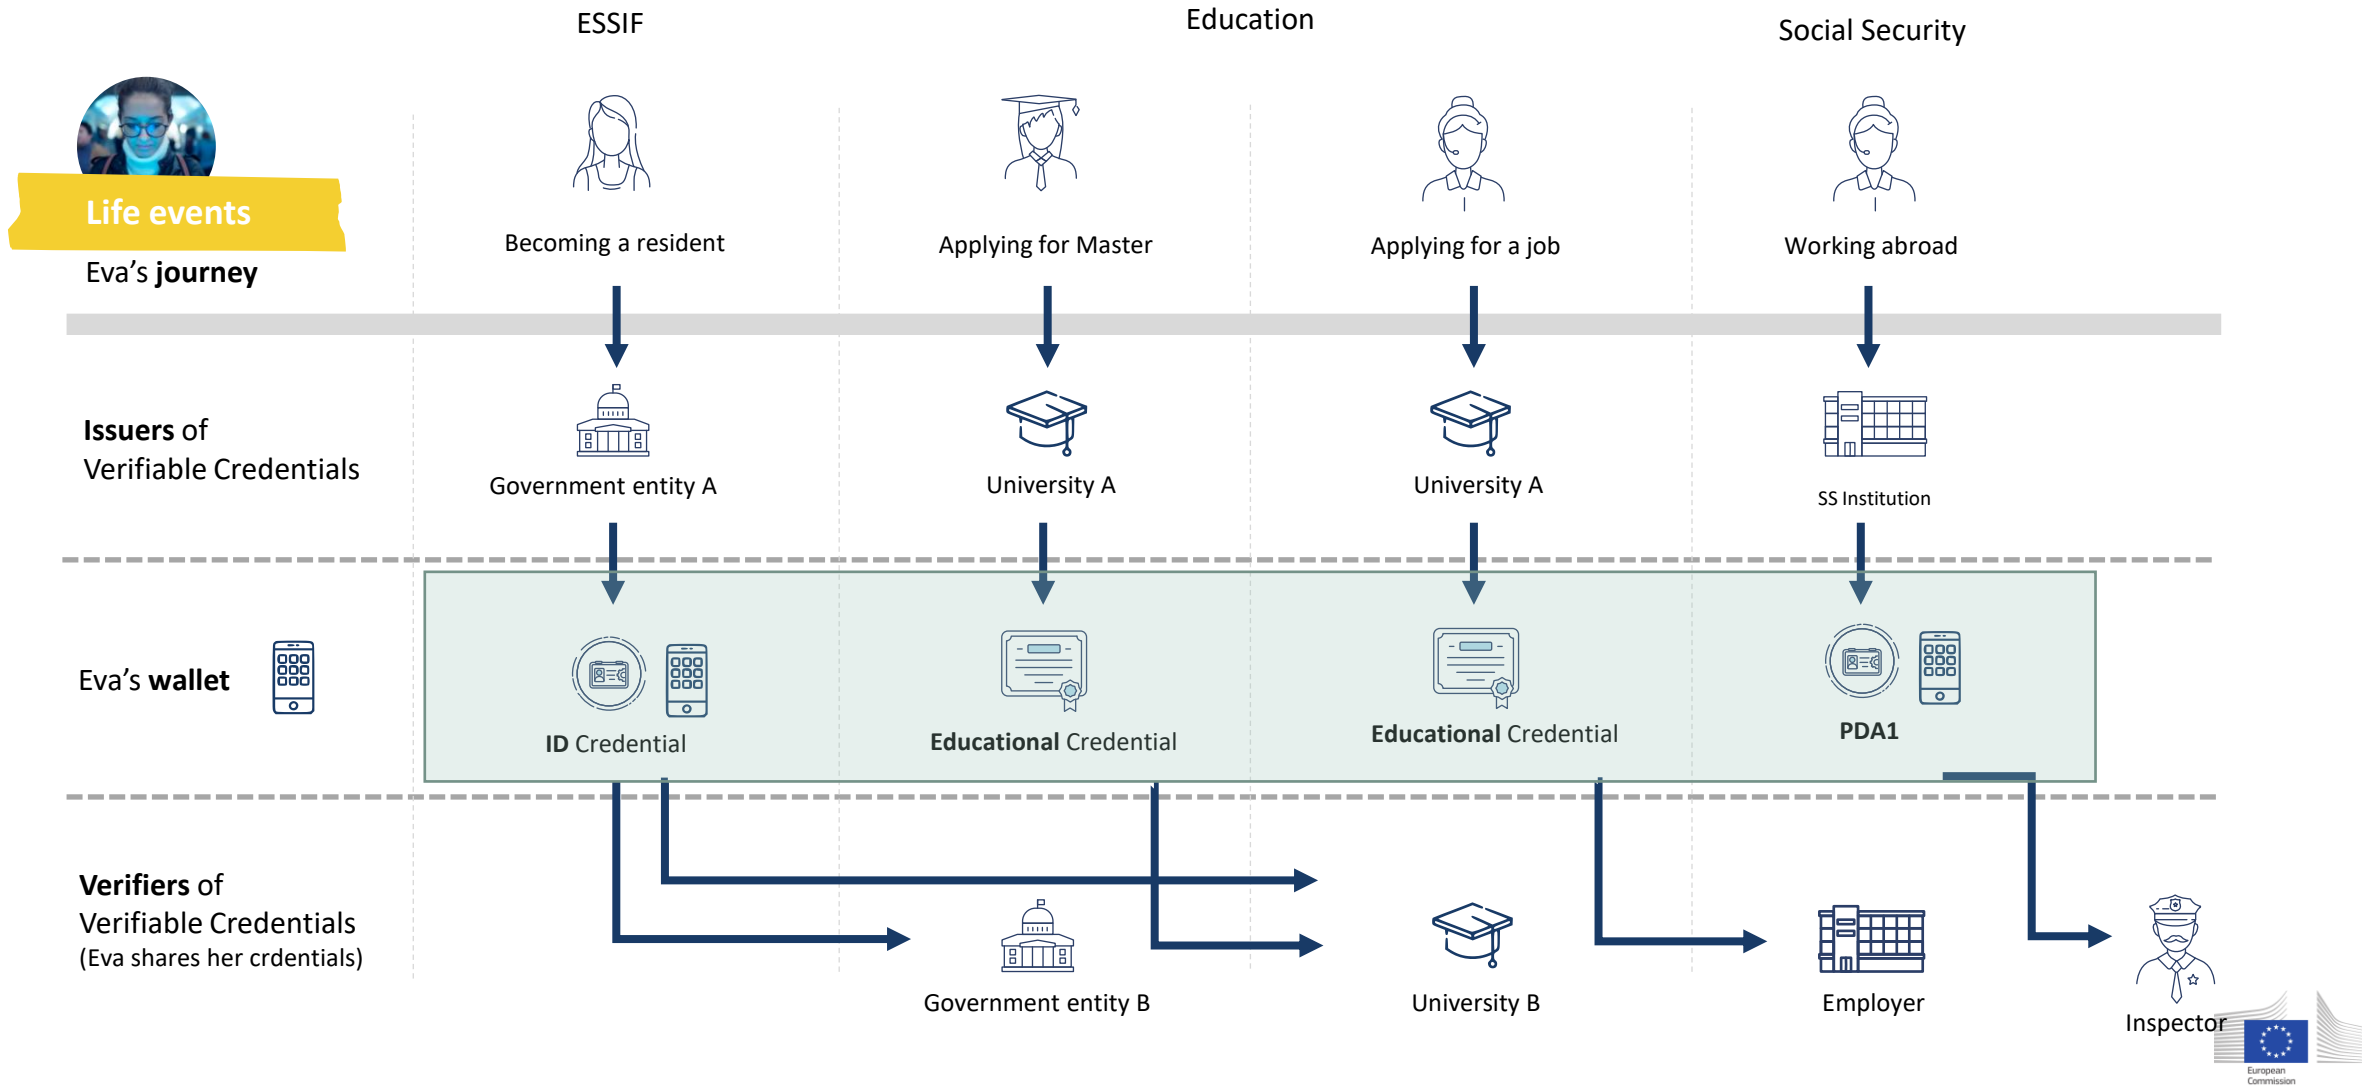 ESSIF
Education
Social Security
Life events
Eva’s journey
Becoming a resident
Applying for Master
Applying for a job
Working abroad
Issuers of
Verifiable Credentials
Government entity A
University A
University A
SS Institution
Eva’s wallet
ID Credential
Educational Credential
Educational Credential
PDA1
Verifiers of
Verifiable Credentials
(Eva shares her crdentials)
Government entity B
University B
Employer
Inspector
European
Commission